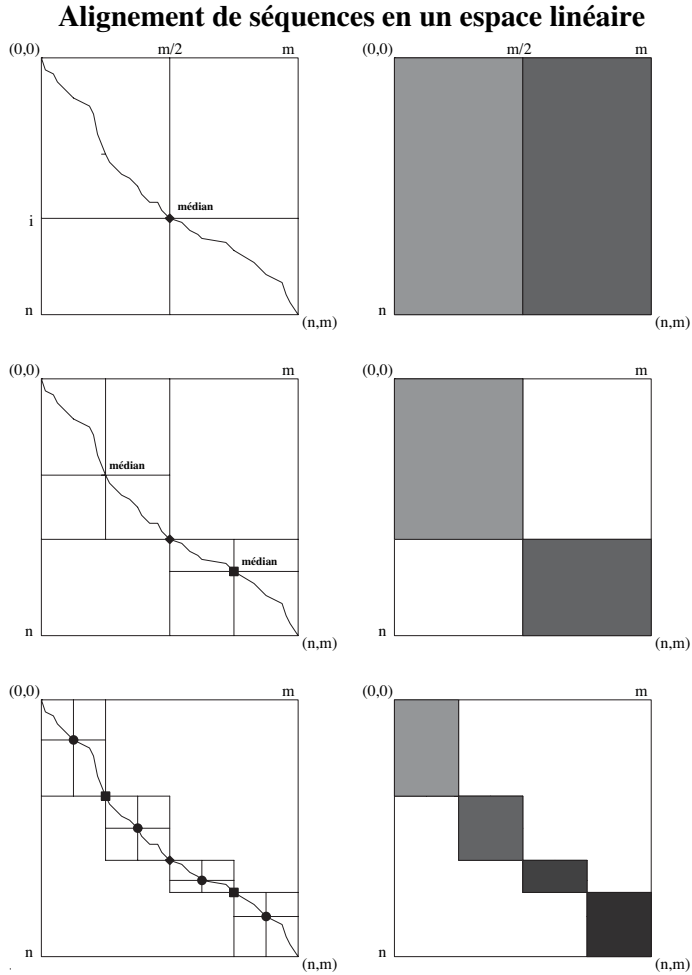 Alignement de séquences en un espace linéaire
(0,0) m/2 m (0,0) m/2 m
médian
i
n n
(n,m) (n,m)
(0,0) m (0,0) m
médian
médian
n n
(n,m) (n,m)
(0,0) m (0,0) m
n n
(n,m) (n,m)